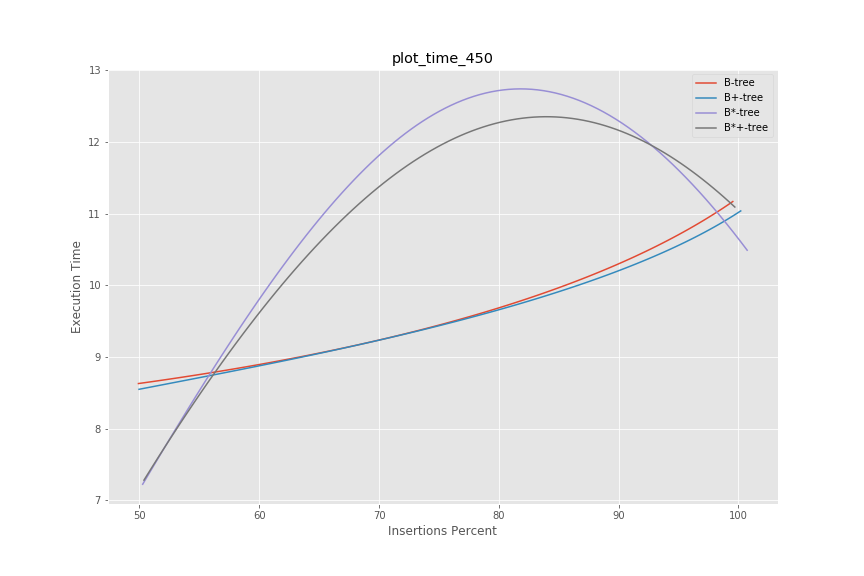 plot_time_450
B-tree
B+-tree
B*-tree
B*+-tree
Execution Time
13
12
11
10
9
8
7
50 60 70 80 90 100
Insertions Percent